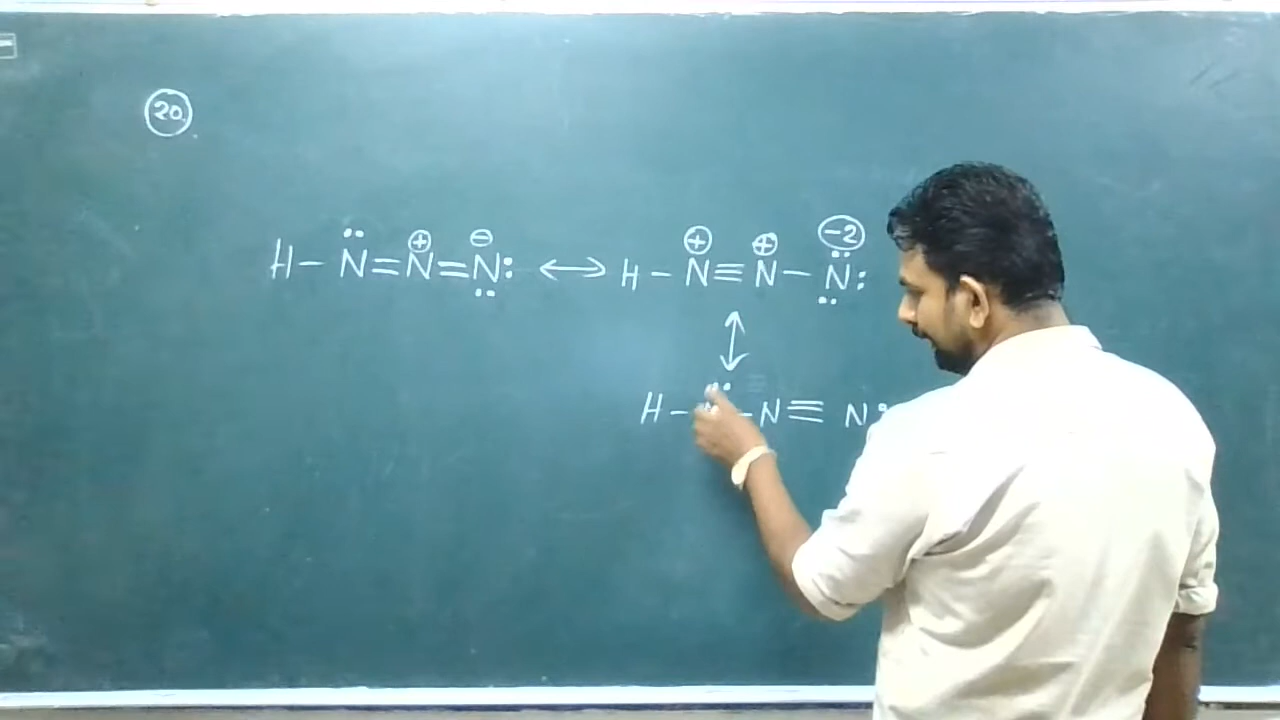 20.
H–N̈=N⊕=N̤⊖: ↔ H–N⊕≡N⊕–N̤̈(-2):
↕
H– –N≡N: